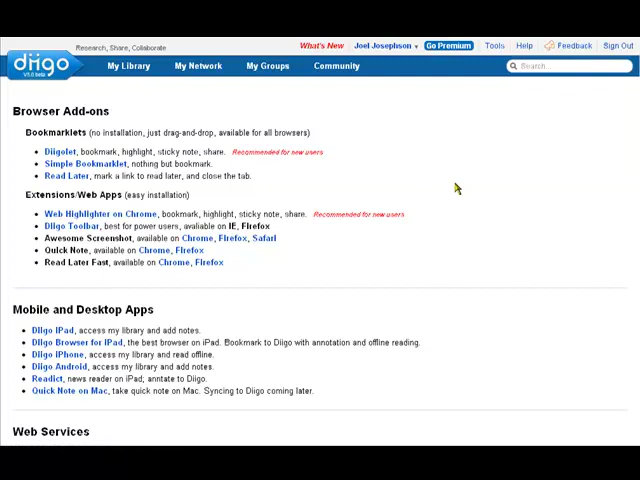 What's New Joel Josephson Go Premium Tools Help Feedback Sign Out
diigo Research, Share, Collaborate
V5.0 beta
My Library My Network My Groups Community Search...
Browser Add-ons
Bookmarklets (no installation, just drag-and-drop, available for all browsers)
Diigolet, bookmark, highlight, sticky note, share. Recommended for new users
Simple Bookmarklet, nothing but bookmark.
Read Later, mark a link to read later, and close the tab.
Extensions/Web Apps (easy installation)
Web Highlighter on Chrome, bookmark, highlight, sticky note, share. Recommended for new users
Diigo Toolbar, best for power users, avaliable on IE, Firefox
Awesome Screenshot, available on Chrome, Firefox, Safari
Quick Note, available on Chrome, Firefox
Read Later Fast, available on Chrome, Firefox
Mobile and Desktop Apps
Diigo iPad, access my library and add notes.
Diigo Browser for iPad, the best browser on iPad. Bookmark to Diigo with annotation and offline reading.
Diigo iPhone, access my library and read offline.
Diigo Android, access my library and add notes.
Readict, news reader on iPad; anntate to Diigo.
Quick Note on Mac, take quick note on Mac. Syncing to Diigo coming later.
Web Services